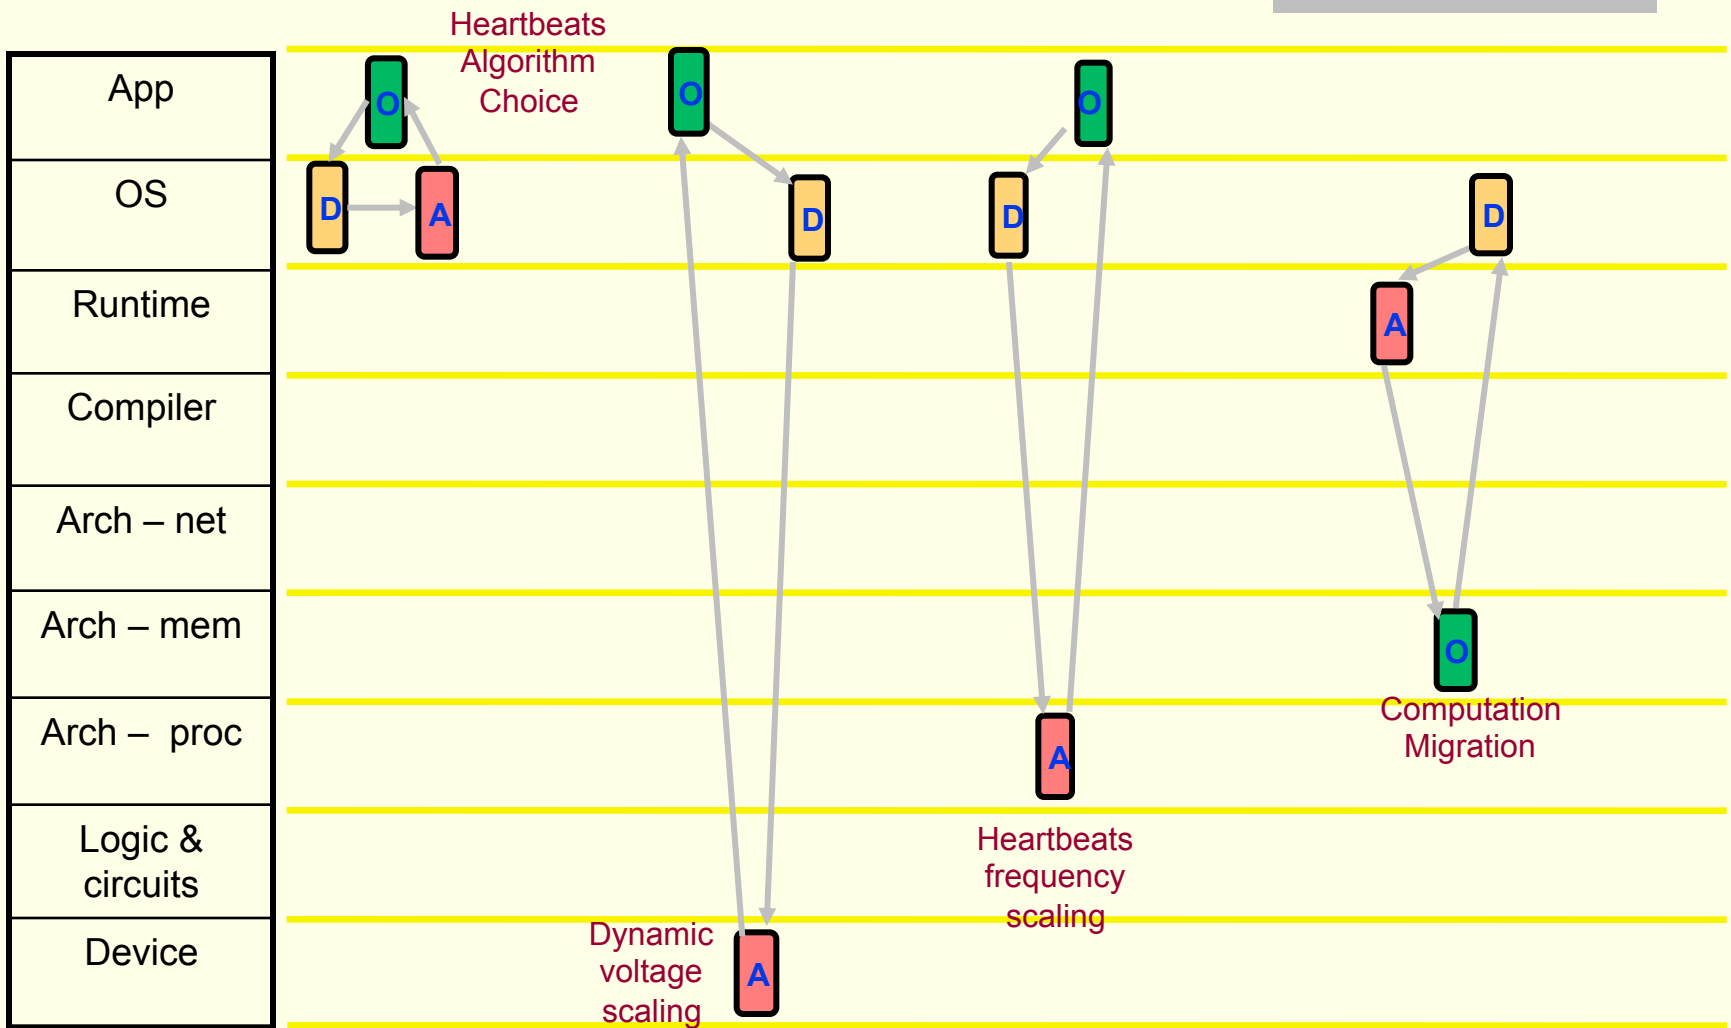 Heartbeats
Algorithm
Choice
App
O
O
O
OS
D
A
D
D
D
Runtime
A
Compiler
Arch – net
Arch – mem
O
Computation
Migration
Arch –  proc
A
Logic &
circuits
Heartbeats
frequency
scaling
Device
Dynamic
voltage
scaling
A